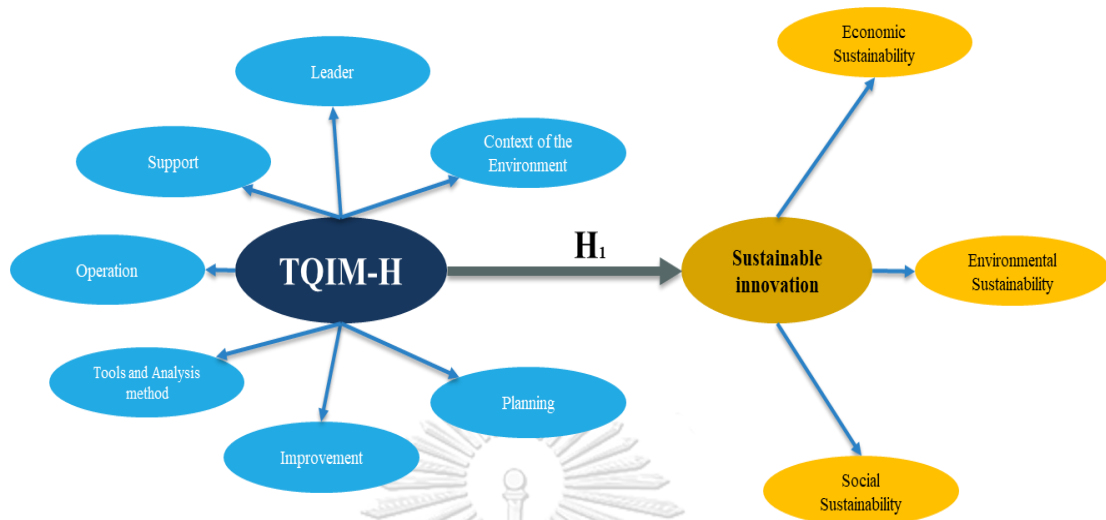 Leader
Context of the
Environment
Support
Operation
TQIM-H
Tools and Analysis
method
Improvement
Planning
H1
Economic
Sustainability
Sustainable
innovation
Environmental
Sustainability
Social
Sustainability